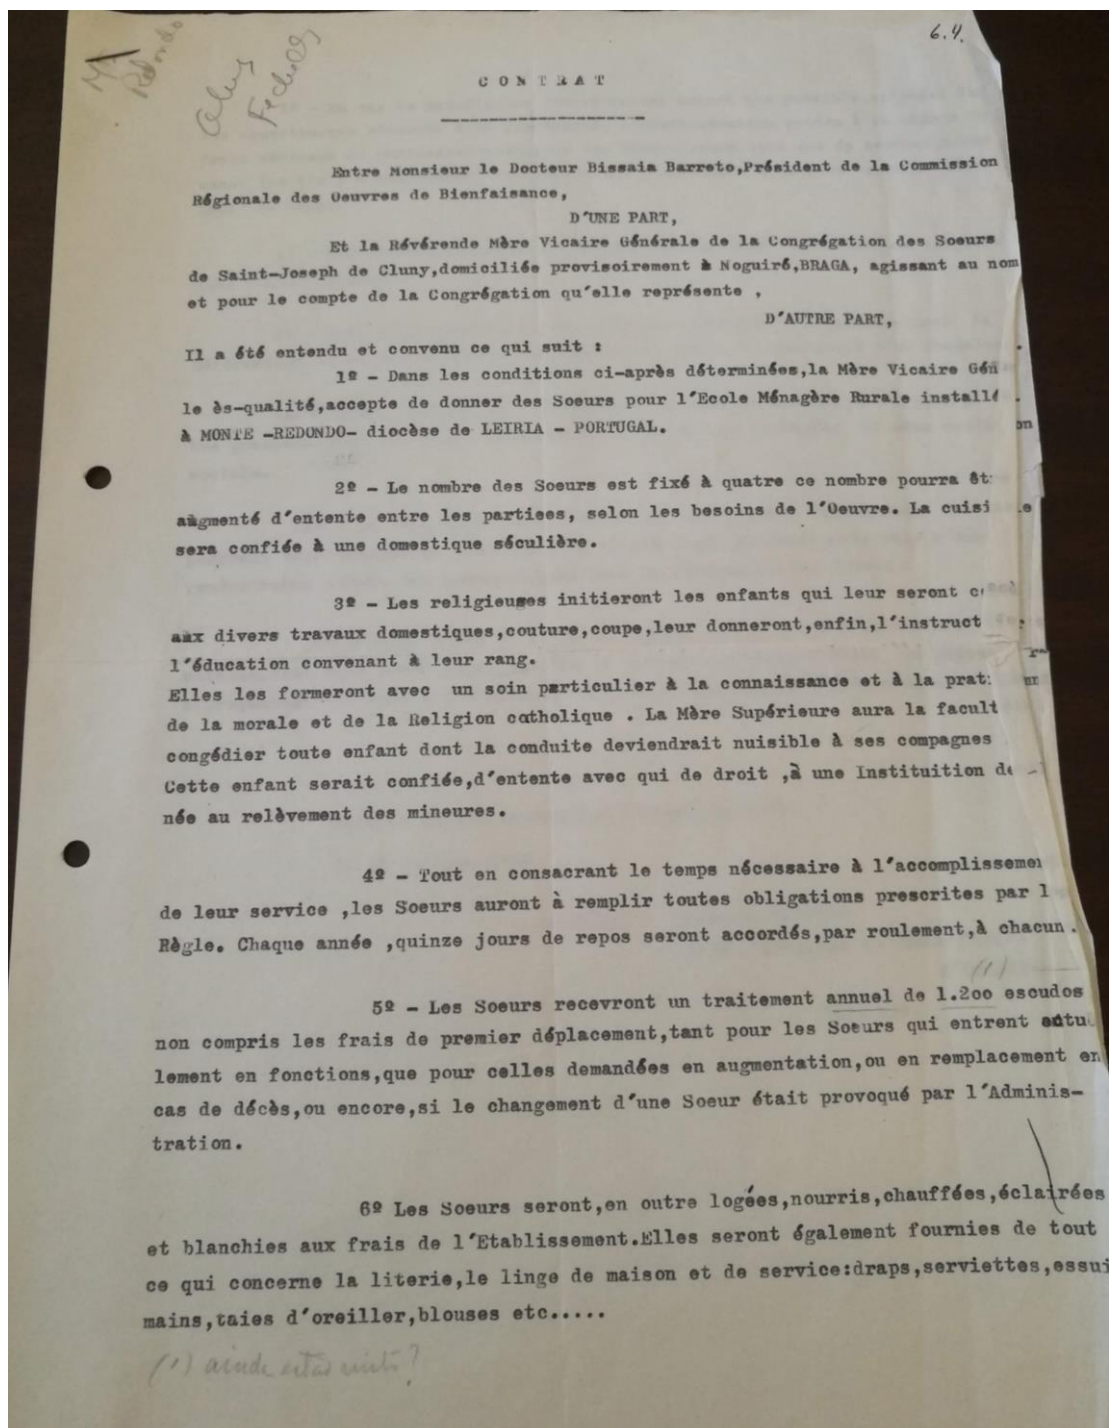 6.4.
Mᵗᵉ
Redondo
Cluny
Fechado
CONTRAT
Entre Monsieur le Docteur Bissaia Barreto,Président de la Commission
Régionale des Oeuvres de Bienfaisance,
D'UNE PART,
Et la Révérende Mère Vicaire Générale de la Congrégation des Soeurs
de Saint-Joseph de Cluny,domiciliée provisoirement à Noguiré,BRAGA, agissant au nom
et pour le compte de la Congrégation qu'elle représente ,
D'AUTRE PART,
Il a été entendu et convenu ce qui suit :
1º - Dans les conditions ci-après déterminées,la Mère Vicaire Gén
le ès-qualité,accepte de donner des Soeurs pour l'Ecole Ménagère Rurale installé
à MONTE -REDONDO- diocèse de LEIRIA - PORTUGAL.
2º - Le nombre des Soeurs est fixé à quatre ce nombre pourra êt
augmenté d'entente entre les partiees, selon les besoins de l'Oeuvre. La cuisi
sera confiée à une domestique séculière.
3º - Les religieuses initieront les enfants qui leur seront c
aux divers travaux domestiques,couture,coupe,leur donneront,enfin,l'instruct
l'éducation convenant à leur rang.
Elles les formeront avec un soin particulier à la connaissance et à la prat
de la morale et de la Religion catholique . La Mère Supérieure aura la facult
congédier toute enfant dont la conduite deviendrait nuisible à ses compagnes
Cette enfant serait confiée,d'entente avec qui de droit ,à une Instituition de
née au relèvement des mineures.
4º - Tout en consacrant le temps nécessaire à l'accomplisseme
de leur service ,les Soeurs auront à remplir toutes obligations prescrites par l
Règle. Chaque année ,quinze jours de repos seront accordés,par roulement,à chacun.
(1)
5º - Les Soeurs recevront un traitement annuel de 1.200 escudos
non compris les frais de premier déplacement,tant pour les Soeurs qui entrent actu
lement en fonctions,que pour celles demandées en augmentation,ou en remplacement en
cas de décès,ou encore,si le changement d'une Soeur était provoqué par l'Adminis-
tration.
6º Les Soeurs seront,en outre logées,nourris,chauffées,éclairées
et blanchies aux frais de l'Etablissement.Elles seront également fournies de tout
ce qui concerne la literie,le linge de maison et de service:draps,serviettes,essui
mains,taies d'oreiller,blouses etc.....
(1) ainda